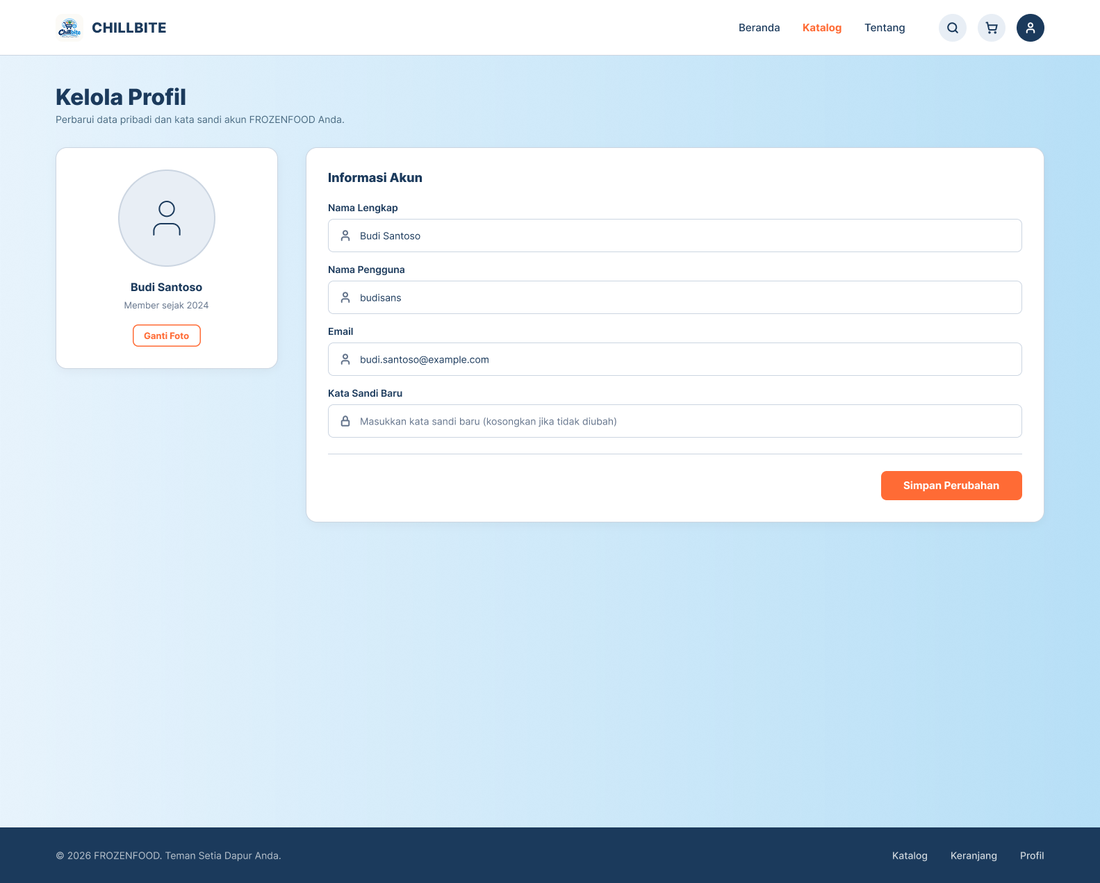 Chillbite
CHILLBITE
Beranda
Katalog
Tentang
Kelola Profil
Perbarui data pribadi dan kata sandi akun FROZENFOOD Anda.
Budi Santoso
Member sejak 2024
Ganti Foto
Informasi Akun
Nama Lengkap
Budi Santoso
Nama Pengguna
budisans
Email
budi.santoso@example.com
Kata Sandi Baru
Masukkan kata sandi baru (kosongkan jika tidak diubah)
Simpan Perubahan
© 2026 FROZENFOOD. Teman Setia Dapur Anda.
Katalog
Keranjang
Profil